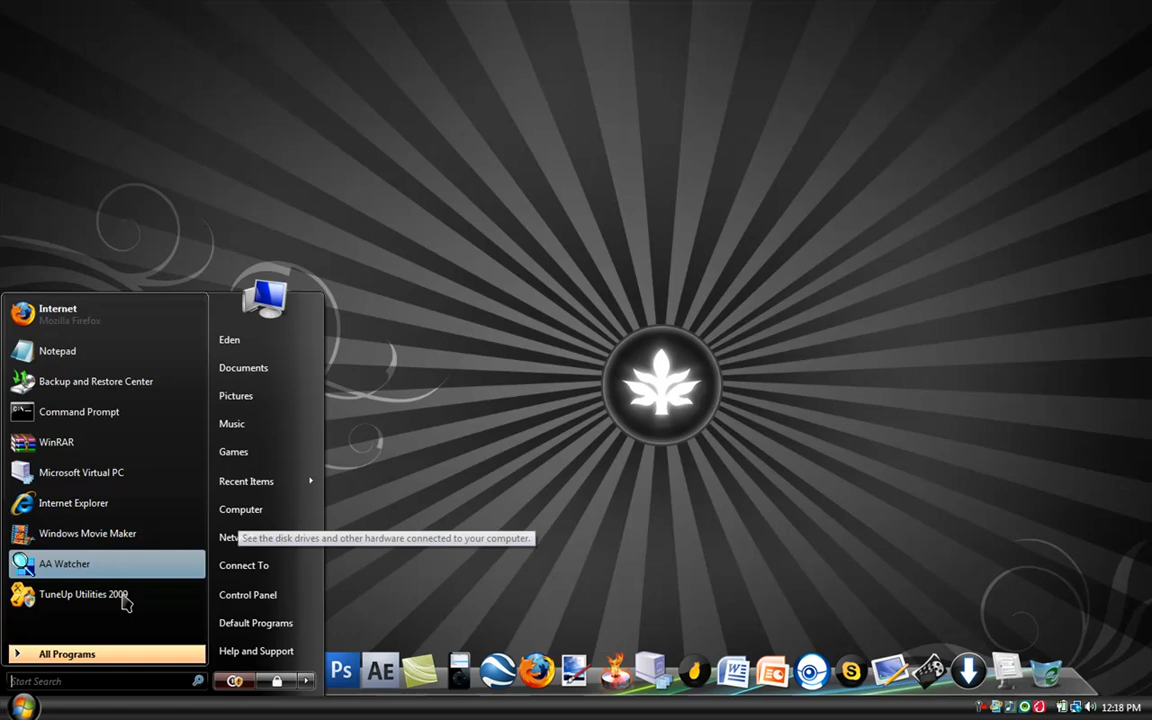 Internet
Mozilla Firefox
Notepad
Backup and Restore Center
Command Prompt
WinRAR
Microsoft Virtual PC
Internet Explorer
Windows Movie Maker
AA Watcher
TuneUp Utilities 2009
All Programs
Start Search
Eden
Documents
Pictures
Music
Games
Recent Items
Computer
Netw
See the disk drives and other hardware connected to your computer.
Connect To
Control Panel
Default Programs
Help and Support
Ps
AE
12:18 PM